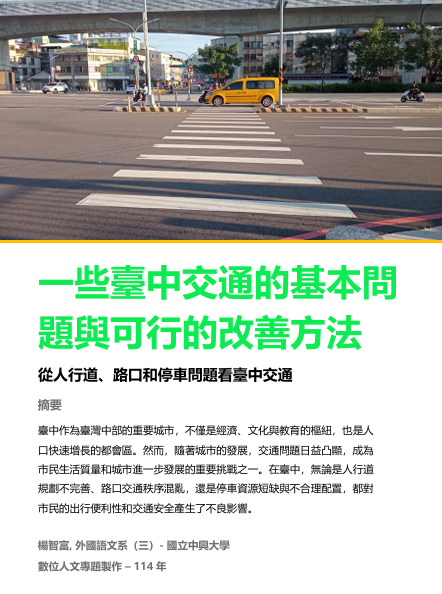 一些臺中交通的基本問
題與可行的改善方法
從人行道、路口和停車問題看臺中交通
摘要
臺中作為臺灣中部的重要城市，不僅是經濟、文化與教育的樞紐，也是人
口快速增長的都會區。然而，隨著城市的發展，交通問題日益凸顯，成為
市民生活質量和城市進一步發展的重要挑戰之一。在臺中，無論是人行道
規劃不完善、路口交通秩序混亂，還是停車資源短缺與不合理配置，都對
市民的出行便利性和交通安全產生了不良影響。
楊智富, 外國語文系（三）- 國立中興大學
數位人文專題製作 – 114 年